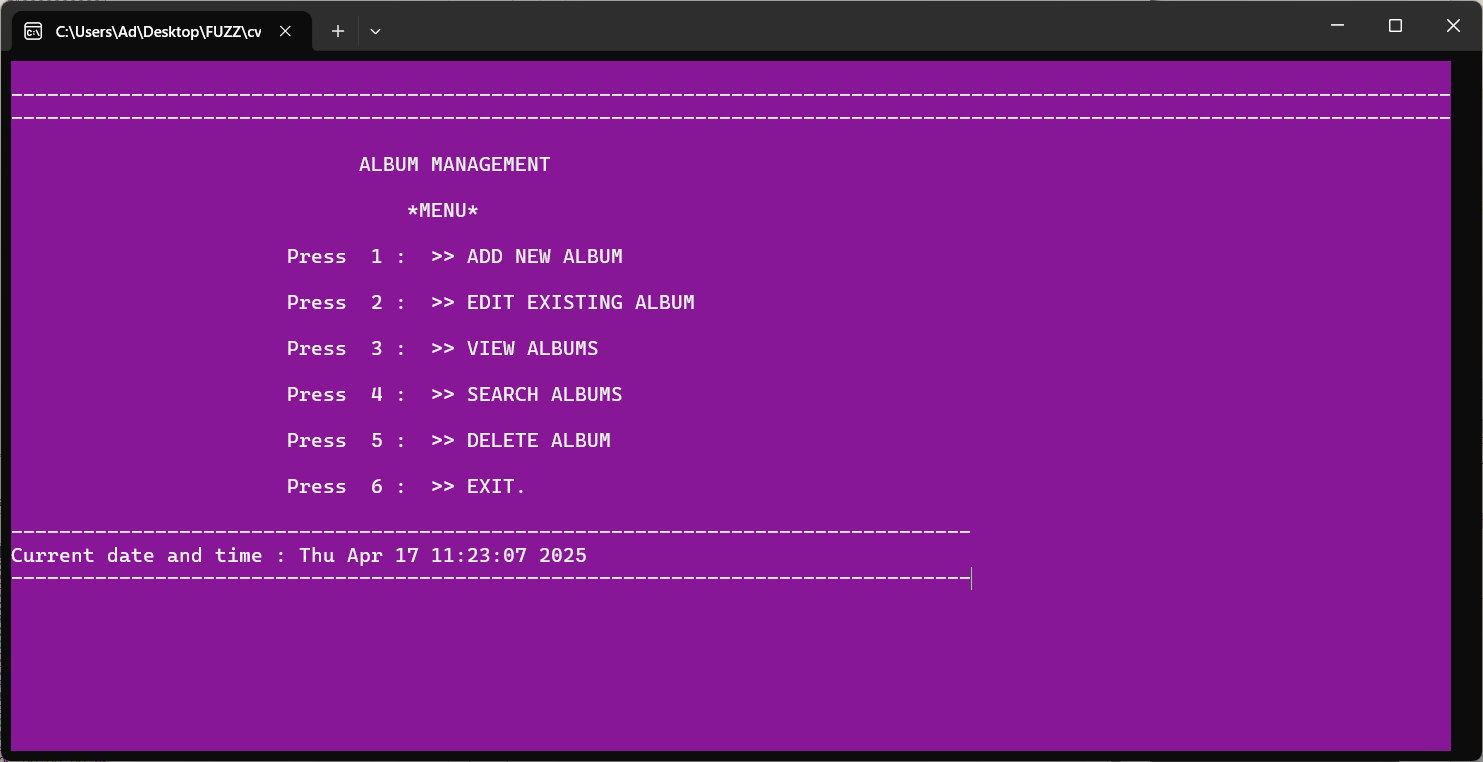 C:\Users\Ad\Desktop\FUZZ\cv
--------------------------------------------------------------------------------------------------------------------------------
--------------------------------------------------------------------------------------------------------------------------------
ALBUM MANAGEMENT
*MENU*
Press 1 : >> ADD NEW ALBUM
Press 2 : >> EDIT EXISTING ALBUM
Press 3 : >> VIEW ALBUMS
Press 4 : >> SEARCH ALBUMS
Press 5 : >> DELETE ALBUM
Press 6 : >> EXIT.
--------------------------------------------------------------------------------
Current date and time : Thu Apr 17 11:23:07 2025
--------------------------------------------------------------------------------